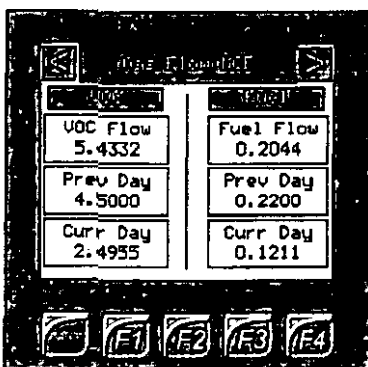 VOC Flow
5.4332
Prev Day
4.5000
Curr Day
2.4955
Fuel Flow
0.2044
Prev Day
0.2200
Curr Day
0.1211
F1 F2 F3 F4